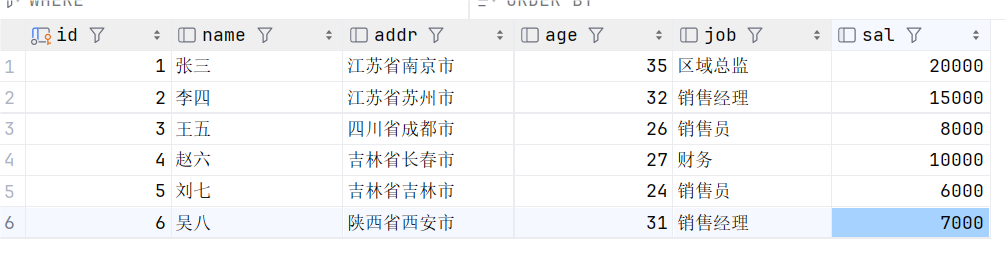 WHERE ORDER BY
id name addr age job sal
1 1 张三 江苏省南京市 35 区域总监 20000
2 2 李四 江苏省苏州市 32 销售经理 15000
3 3 王五 四川省成都市 26 销售员 8000
4 4 赵六 吉林省长春市 27 财务 10000
5 5 刘七 吉林省吉林市 24 销售员 6000
6 6 吴八 陕西省西安市 31 销售经理 7000